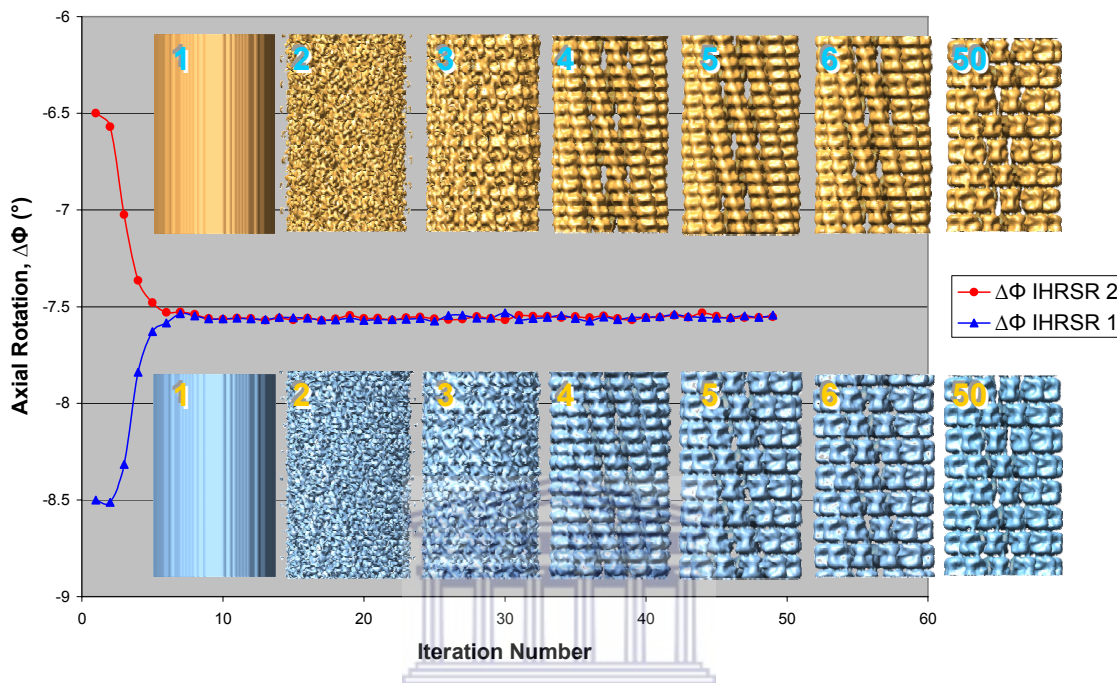 -6
-6.5
-7
-7.5
-8
-8.5
-9
Axial Rotation, ΔΦ (°)
1 2 3 4 5 6 50
1 2 3 4 5 6 50
0 10 20 30 40 50 60
Iteration Number
ΔΦ IHRSR 2
ΔΦ IHRSR 1